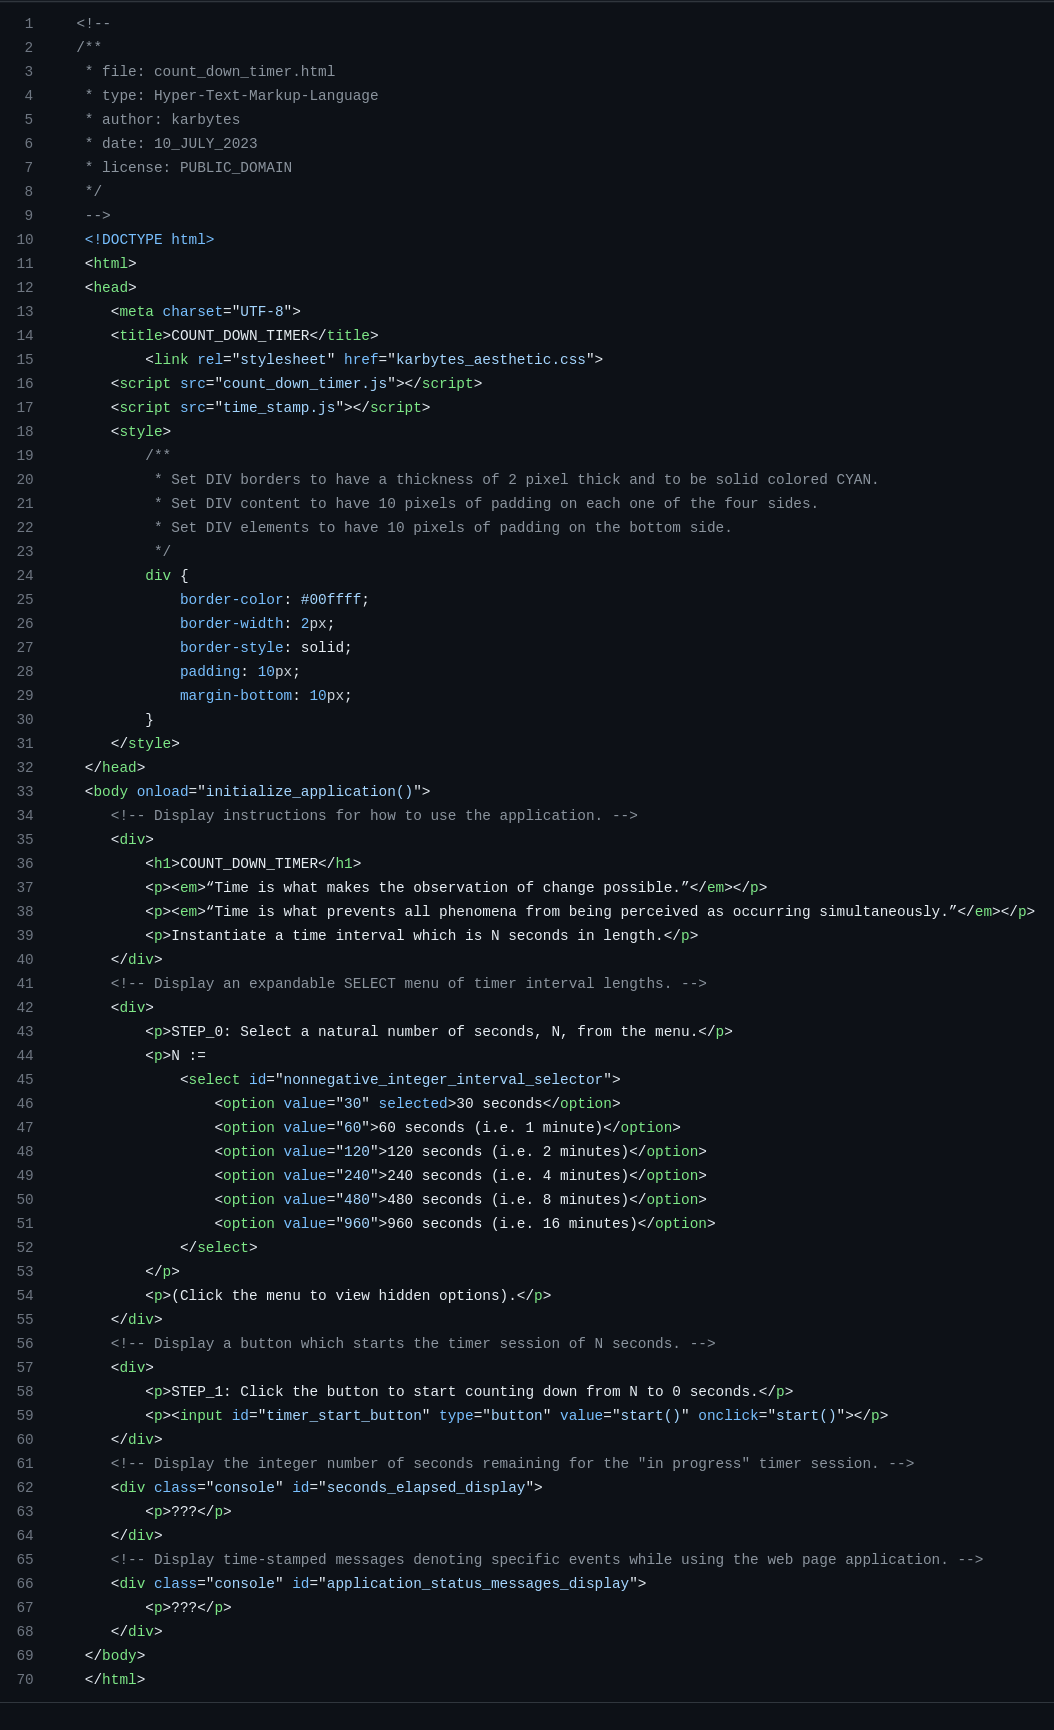 1 <!--
2 /**
3  * file: count_down_timer.html
4  * type: Hyper-Text-Markup-Language
5  * author: karbytes
6  * date: 10_JULY_2023
7  * license: PUBLIC_DOMAIN
8  */
9  -->
10  <!DOCTYPE html>
11  <html>
12  <head>
13     <meta charset="UTF-8">
14     <title>COUNT_DOWN_TIMER</title>
15         <link rel="stylesheet" href="karbytes_aesthetic.css">
16     <script src="count_down_timer.js"></script>
17     <script src="time_stamp.js"></script>
18     <style>
19         /**
20          * Set DIV borders to have a thickness of 2 pixel thick and to be solid colored CYAN.
21          * Set DIV content to have 10 pixels of padding on each one of the four sides.
22          * Set DIV elements to have 10 pixels of padding on the bottom side.
23          */
24         div {
25             border-color: #00ffff;
26             border-width: 2px;
27             border-style: solid;
28             padding: 10px;
29             margin-bottom: 10px;
30         }
31     </style>
32  </head>
33  <body onload="initialize_application()">
34     <!-- Display instructions for how to use the application. -->
35     <div>
36         <h1>COUNT_DOWN_TIMER</h1>
37         <p><em>“Time is what makes the observation of change possible.”</em></p>
38         <p><em>“Time is what prevents all phenomena from being perceived as occurring simultaneously.”</em></p>
39         <p>Instantiate a time interval which is N seconds in length.</p>
40     </div>
41     <!-- Display an expandable SELECT menu of timer interval lengths. -->
42     <div>
43         <p>STEP_0: Select a natural number of seconds, N, from the menu.</p>
44         <p>N :=
45             <select id="nonnegative_integer_interval_selector">
46                 <option value="30" selected>30 seconds</option>
47                 <option value="60">60 seconds (i.e. 1 minute)</option>
48                 <option value="120">120 seconds (i.e. 2 minutes)</option>
49                 <option value="240">240 seconds (i.e. 4 minutes)</option>
50                 <option value="480">480 seconds (i.e. 8 minutes)</option>
51                 <option value="960">960 seconds (i.e. 16 minutes)</option>
52             </select>
53         </p>
54         <p>(Click the menu to view hidden options).</p>
55     </div>
56     <!-- Display a button which starts the timer session of N seconds. -->
57     <div>
58         <p>STEP_1: Click the button to start counting down from N to 0 seconds.</p>
59         <p><input id="timer_start_button" type="button" value="start()" onclick="start()"></p>
60     </div>
61     <!-- Display the integer number of seconds remaining for the "in progress" timer session. -->
62     <div class="console" id="seconds_elapsed_display">
63         <p>???</p>
64     </div>
65     <!-- Display time-stamped messages denoting specific events while using the web page application. -->
66     <div class="console" id="application_status_messages_display">
67         <p>???</p>
68     </div>
69  </body>
70  </html>